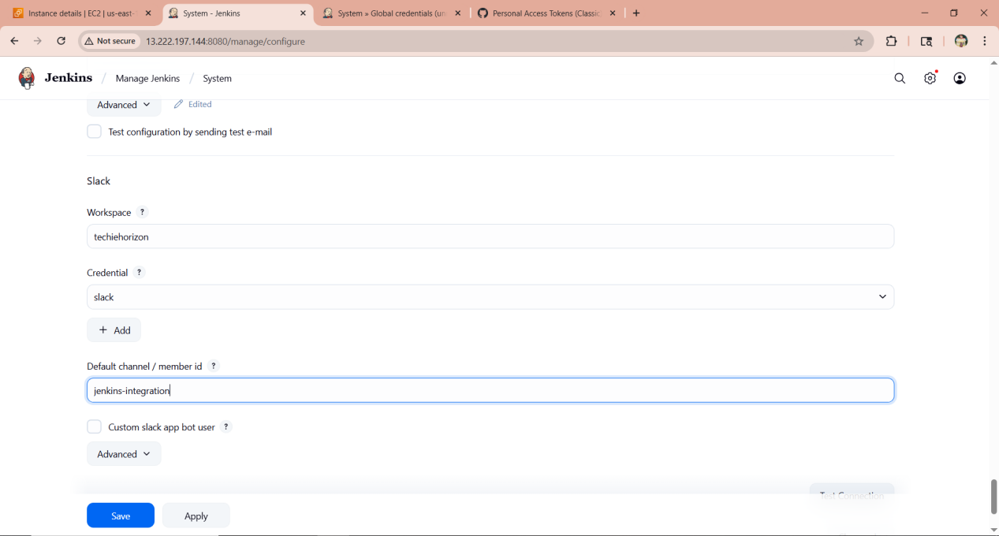 Instance details | EC2 | us-east-
System - Jenkins
System » Global credentials (un
Personal Access Tokens (Classic
Not secure
13.222.197.144:8080/manage/configure
Jenkins / Manage Jenkins / System
Advanced
Edited
Test configuration by sending test e-mail
Slack
Workspace ?
techiehorizon
Credential ?
slack
+ Add
Default channel / member id ?
jenkins-integration
Custom slack app bot user ?
Advanced
Test Connection
Save
Apply